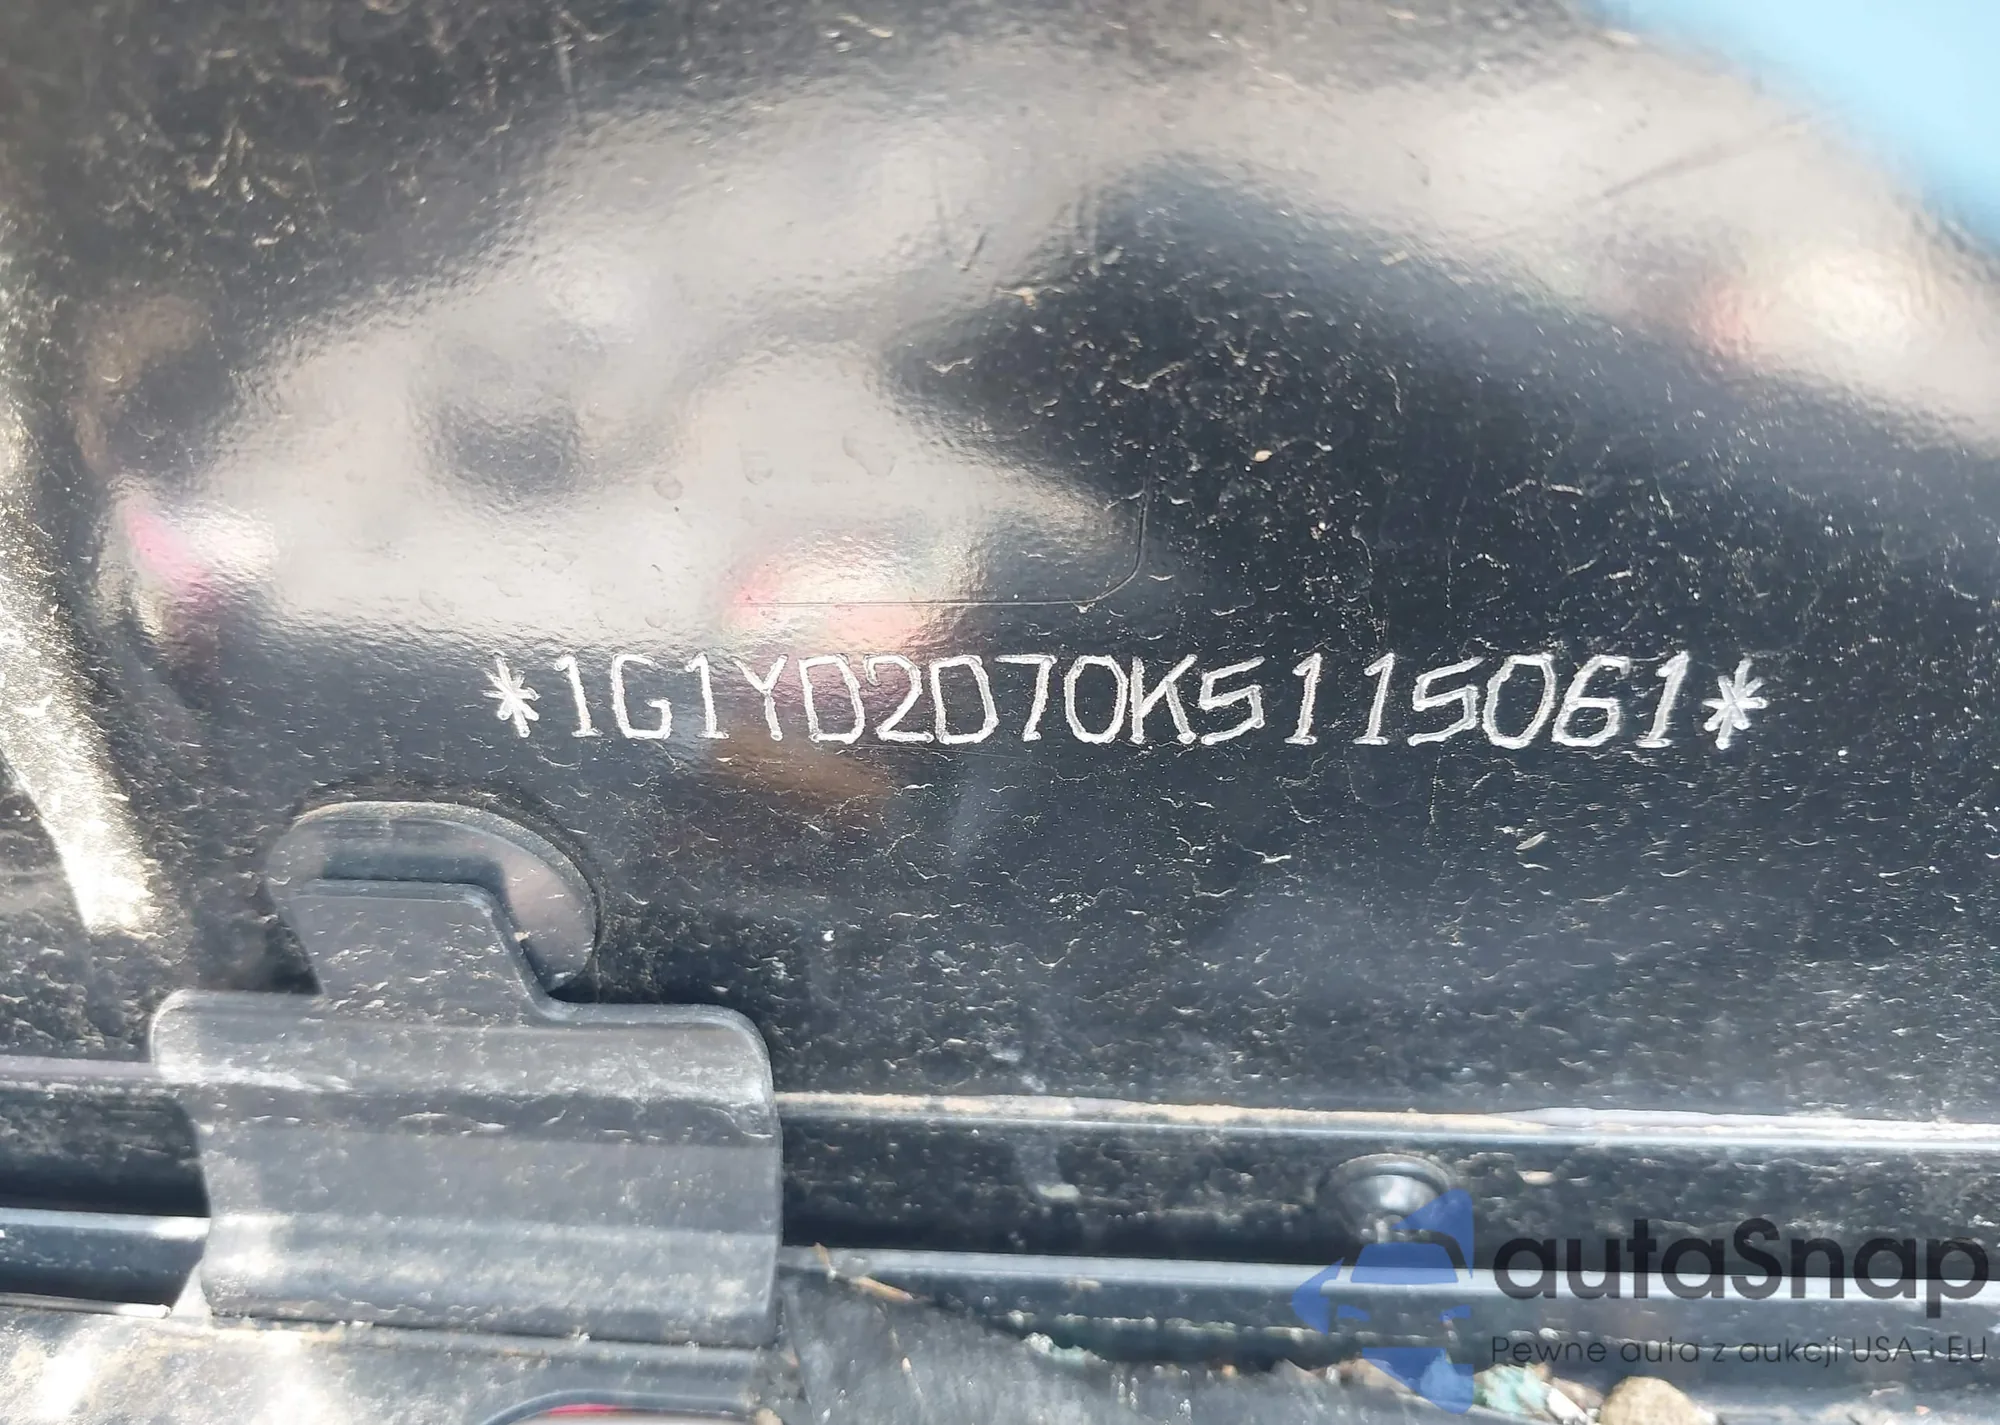 *1G1YD2D70K5115061*
autaSnap
Pewne auta z aukcji USA i EU